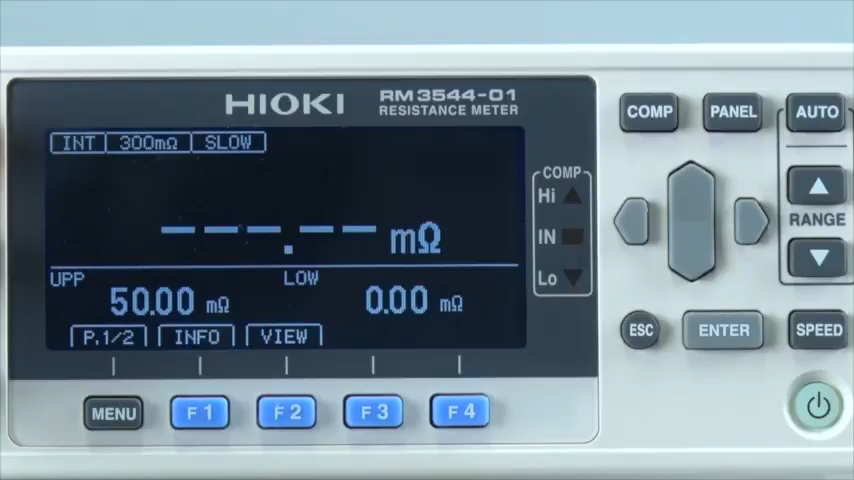 HIOKI
RM3544-01
RESISTANCE METER
INT 300mΩ SLOW
---.-- mΩ
UPP LOW
50.00 mΩ 0.00 mΩ
P.1/2 INFO VIEW
COMP
Hi
IN
Lo
MENU F1 F2 F3 F4
COMP PANEL AUTO
RANGE
ESC ENTER SPEED